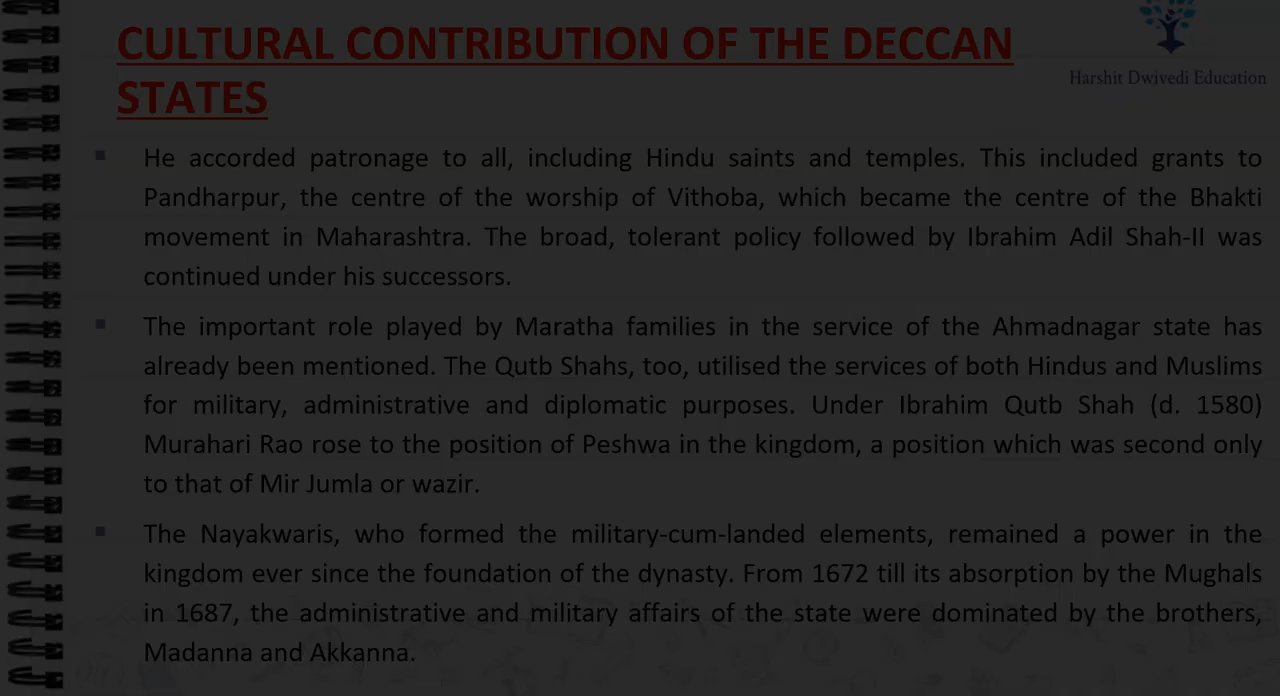 CULTURAL CONTRIBUTION OF THE DECCAN
STATES
Harshit Dwivedi Education
▪ He accorded patronage to all, including Hindu saints and temples. This included grants to
Pandharpur, the centre of the worship of Vithoba, which became the centre of the Bhakti
movement in Maharashtra. The broad, tolerant policy followed by Ibrahim Adil Shah-II was
continued under his successors.
▪ The important role played by Maratha families in the service of the Ahmadnagar state has
already been mentioned. The Qutb Shahs, too, utilised the services of both Hindus and Muslims
for military, administrative and diplomatic purposes. Under Ibrahim Qutb Shah (d. 1580)
Murahari Rao rose to the position of Peshwa in the kingdom, a position which was second only
to that of Mir Jumla or wazir.
▪ The Nayakwaris, who formed the military-cum-landed elements, remained a power in the
kingdom ever since the foundation of the dynasty. From 1672 till its absorption by the Mughals
in 1687, the administrative and military affairs of the state were dominated by the brothers,
Madanna and Akkanna.